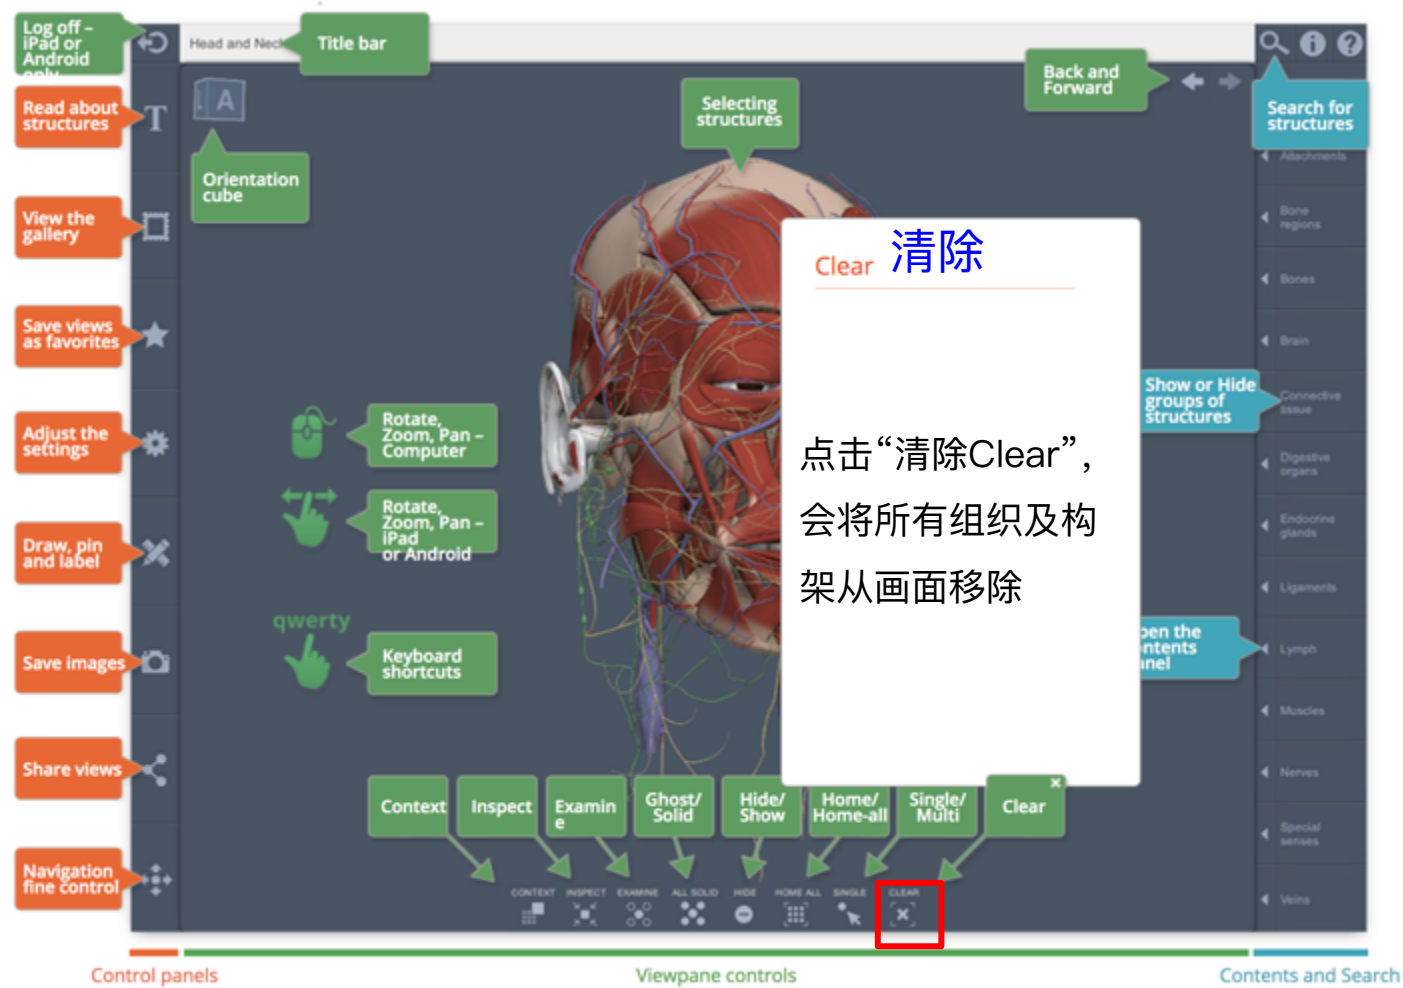 Log off –
iPad or
Android
only
Head and Neck
Title bar
Back and
Forward
Search for
structures
Read about
structures
T
A
Orientation
cube
Selecting
structures
View the
gallery
Save views
as favorites
Adjust the
settings
Draw, pin
and label
Save images
Share views
Navigation
fine control
Rotate,
Zoom, Pan –
Computer
Rotate,
Zoom, Pan –
iPad
or Android
qwerty
Keyboard
shortcuts
Clear 清除
点击“清除Clear”,
会将所有组织及构
架从画面移除
Attachments
Bone
regions
Bones
Brain
Show or Hide
groups of
structures
Connective
tissue
Digestive
organs
Endocrine
glands
Ligaments
pen the
ntents
nel
Lymph
Muscles
Nerves
Special
senses
Veins
Context
Inspect
Examin
e
Ghost/
Solid
Hide/
Show
Home/
Home-all
Single/
Multi
Clear
CONTEXT
INSPECT
EXAMINE
ALL SOLID
HIDE
HOME ALL
SINGLE
CLEAR
Control panels
Viewpane controls
Contents and Search